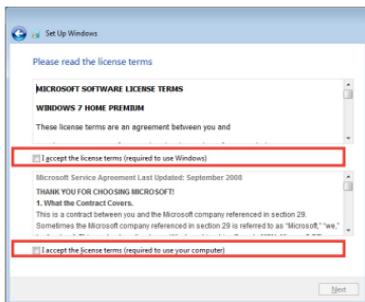 Set Up Windows
Please read the license terms
MICROSOFT SOFTWARE LICENSE TERMS
WINDOWS 7 HOME PREMIUM
These license terms are an agreement between you and
I accept the license terms (required to use Windows)
Microsoft Service Agreement Last Updated: September 2008
THANK YOU FOR CHOOSING MICROSOFT!
1. What the Contract Covers.
This is a contract between you and the Microsoft company referenced in section 29.
Sometimes the Microsoft company referenced in section 29 is referred to as "Microsoft," "we,"
I accept the license terms (required to use your computer)
Next